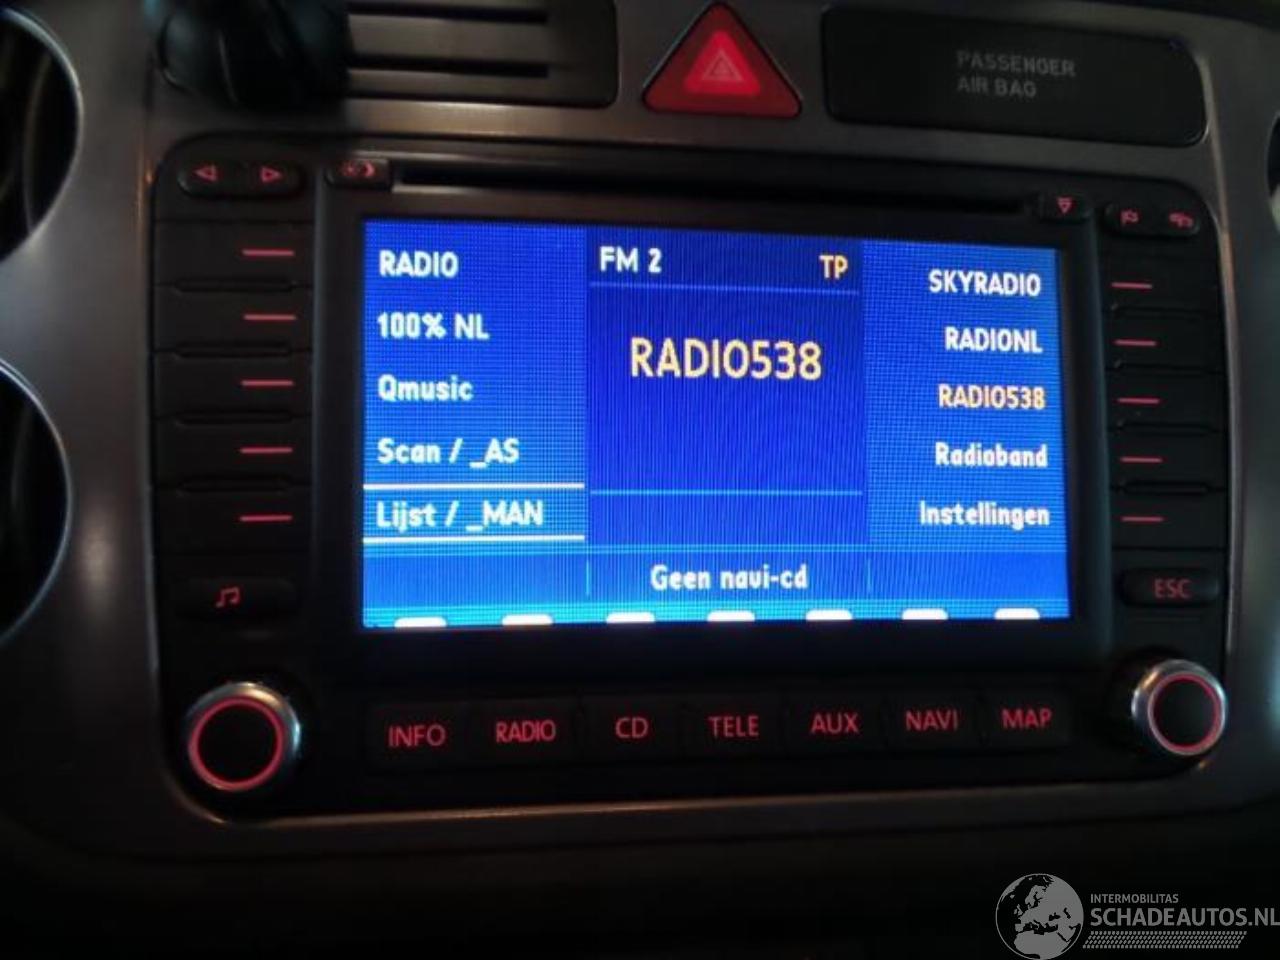 PASSENGER
AIR BAG
RADIO
FM 2
TP
SKYRADIO
100% NL
RADIONL
RADIO538
Qmusic
RADIO538
Scan / _AS
Radioband
Lijst / _MAN
Instellingen
Geen navi-cd
ESC
INFO
RADIO
CD
TELE
AUX
NAVI
MAP
INTERMOBILITAS
SCHADEAUTOS.NL